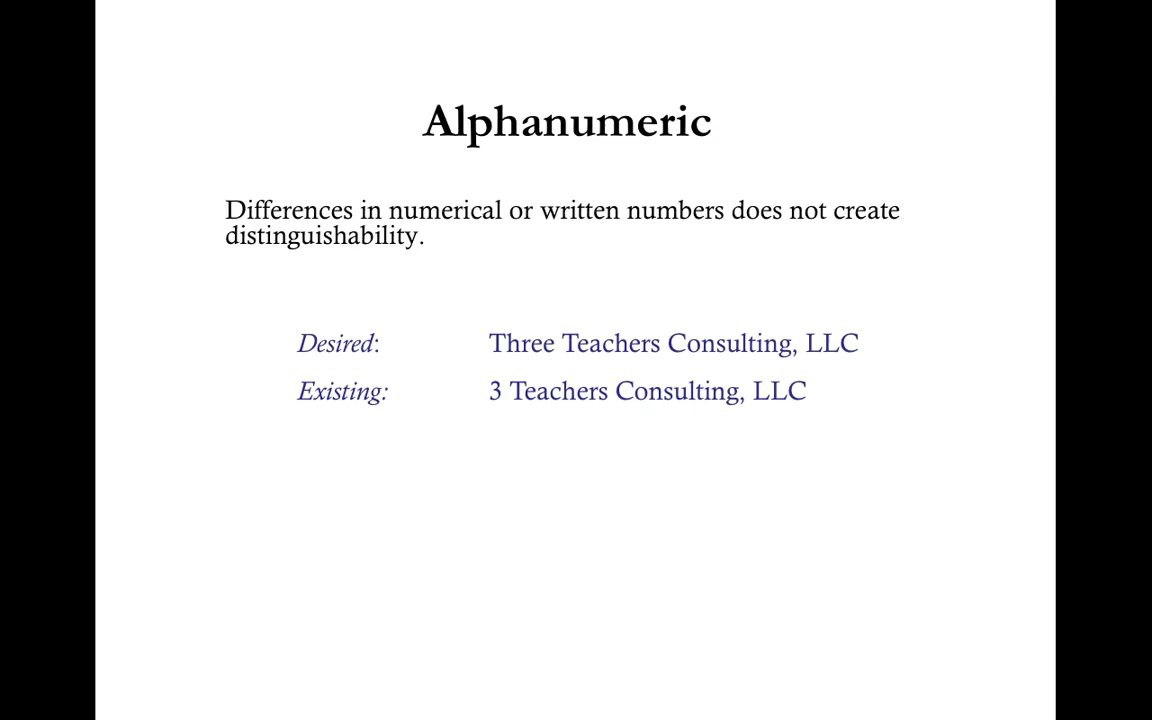 Alphanumeric
Differences in numerical or written numbers does not create
distinguishability.
Desired: Three Teachers Consulting, LLC
Existing: 3 Teachers Consulting, LLC